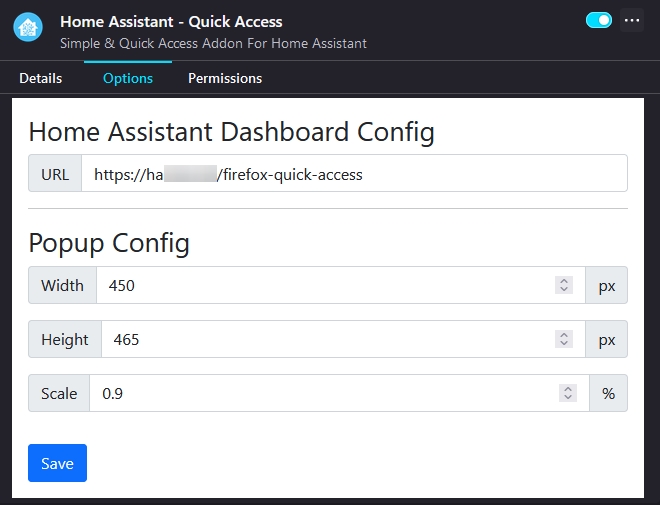 Home Assistant - Quick Access
Simple & Quick Access Addon For Home Assistant
Details Options Permissions
Home Assistant Dashboard Config
URL https://ha /firefox-quick-access
Popup Config
Width 450 px
Height 465 px
Scale 0.9 %
Save